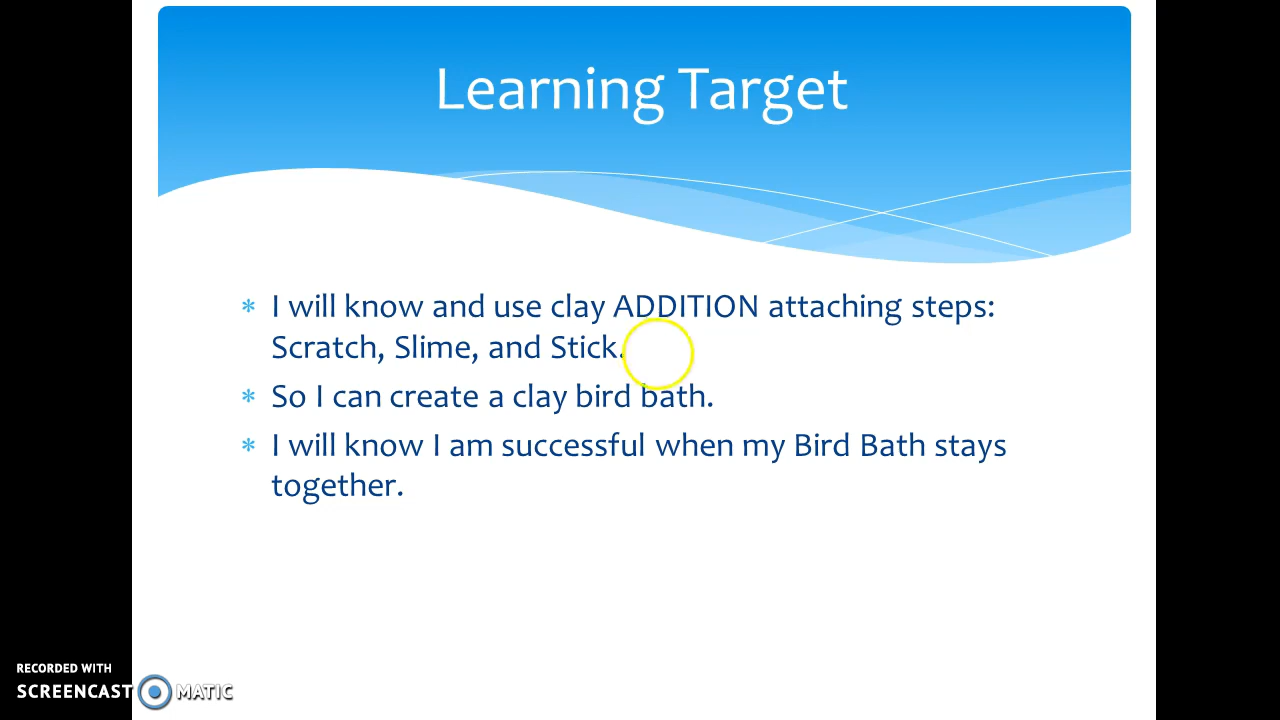 Learning Target
* I will know and use clay ADDITION attaching steps:
Scratch, Slime, and Stick.
* So I can create a clay bird bath.
* I will know I am successful when my Bird Bath stays
together.
RECORDED WITH
SCREENCAST MATIC